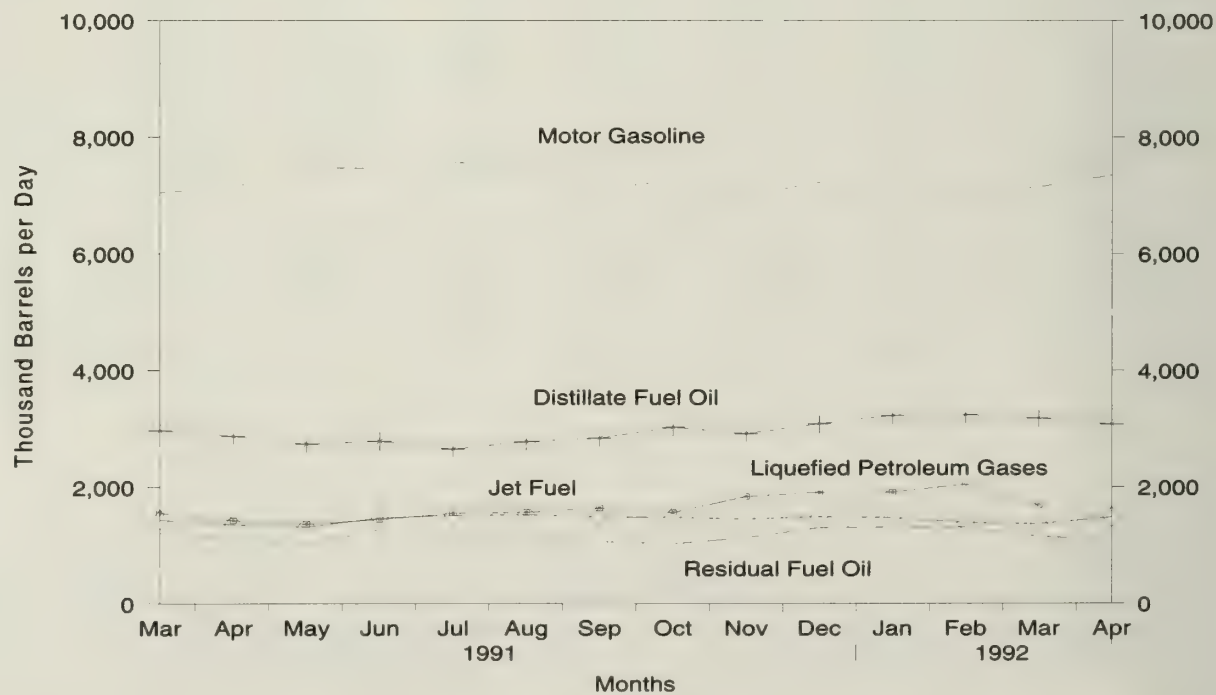 10,000 10,000
Motor Gasoline
8,000 8,000
6,000 6,000
Thousand Barrels per Day
4,000 4,000
Distillate Fuel Oil
Liquefied Petroleum Gases
Jet Fuel
2,000 2,000
Residual Fuel Oil
0 0
Mar Apr May Jun Jul Aug Sep Oct Nov Dec Jan Feb Mar Apr
1991 1992
Months